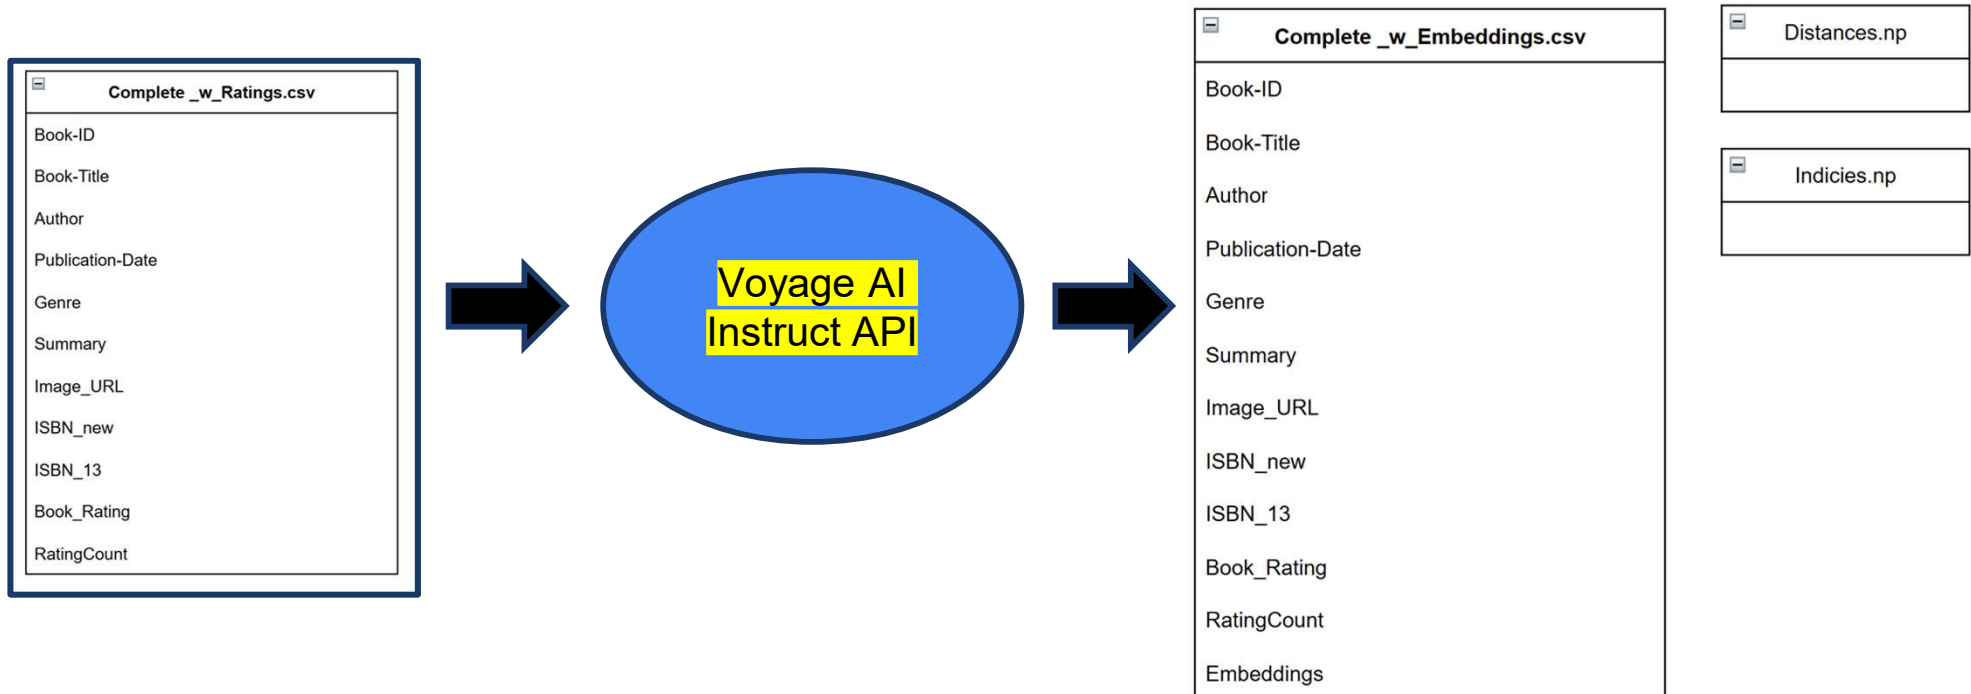 Complete _w_Ratings.csv
Book-ID
Book-Title
Author
Publication-Date
Genre
Summary
Image_URL
ISBN_new
ISBN_13
Book_Rating
RatingCount
Voyage AI
Instruct API
Complete _w_Embeddings.csv
Book-ID
Book-Title
Author
Publication-Date
Genre
Summary
Image_URL
ISBN_new
ISBN_13
Book_Rating
RatingCount
Embeddings
Distances.np
Indicies.np